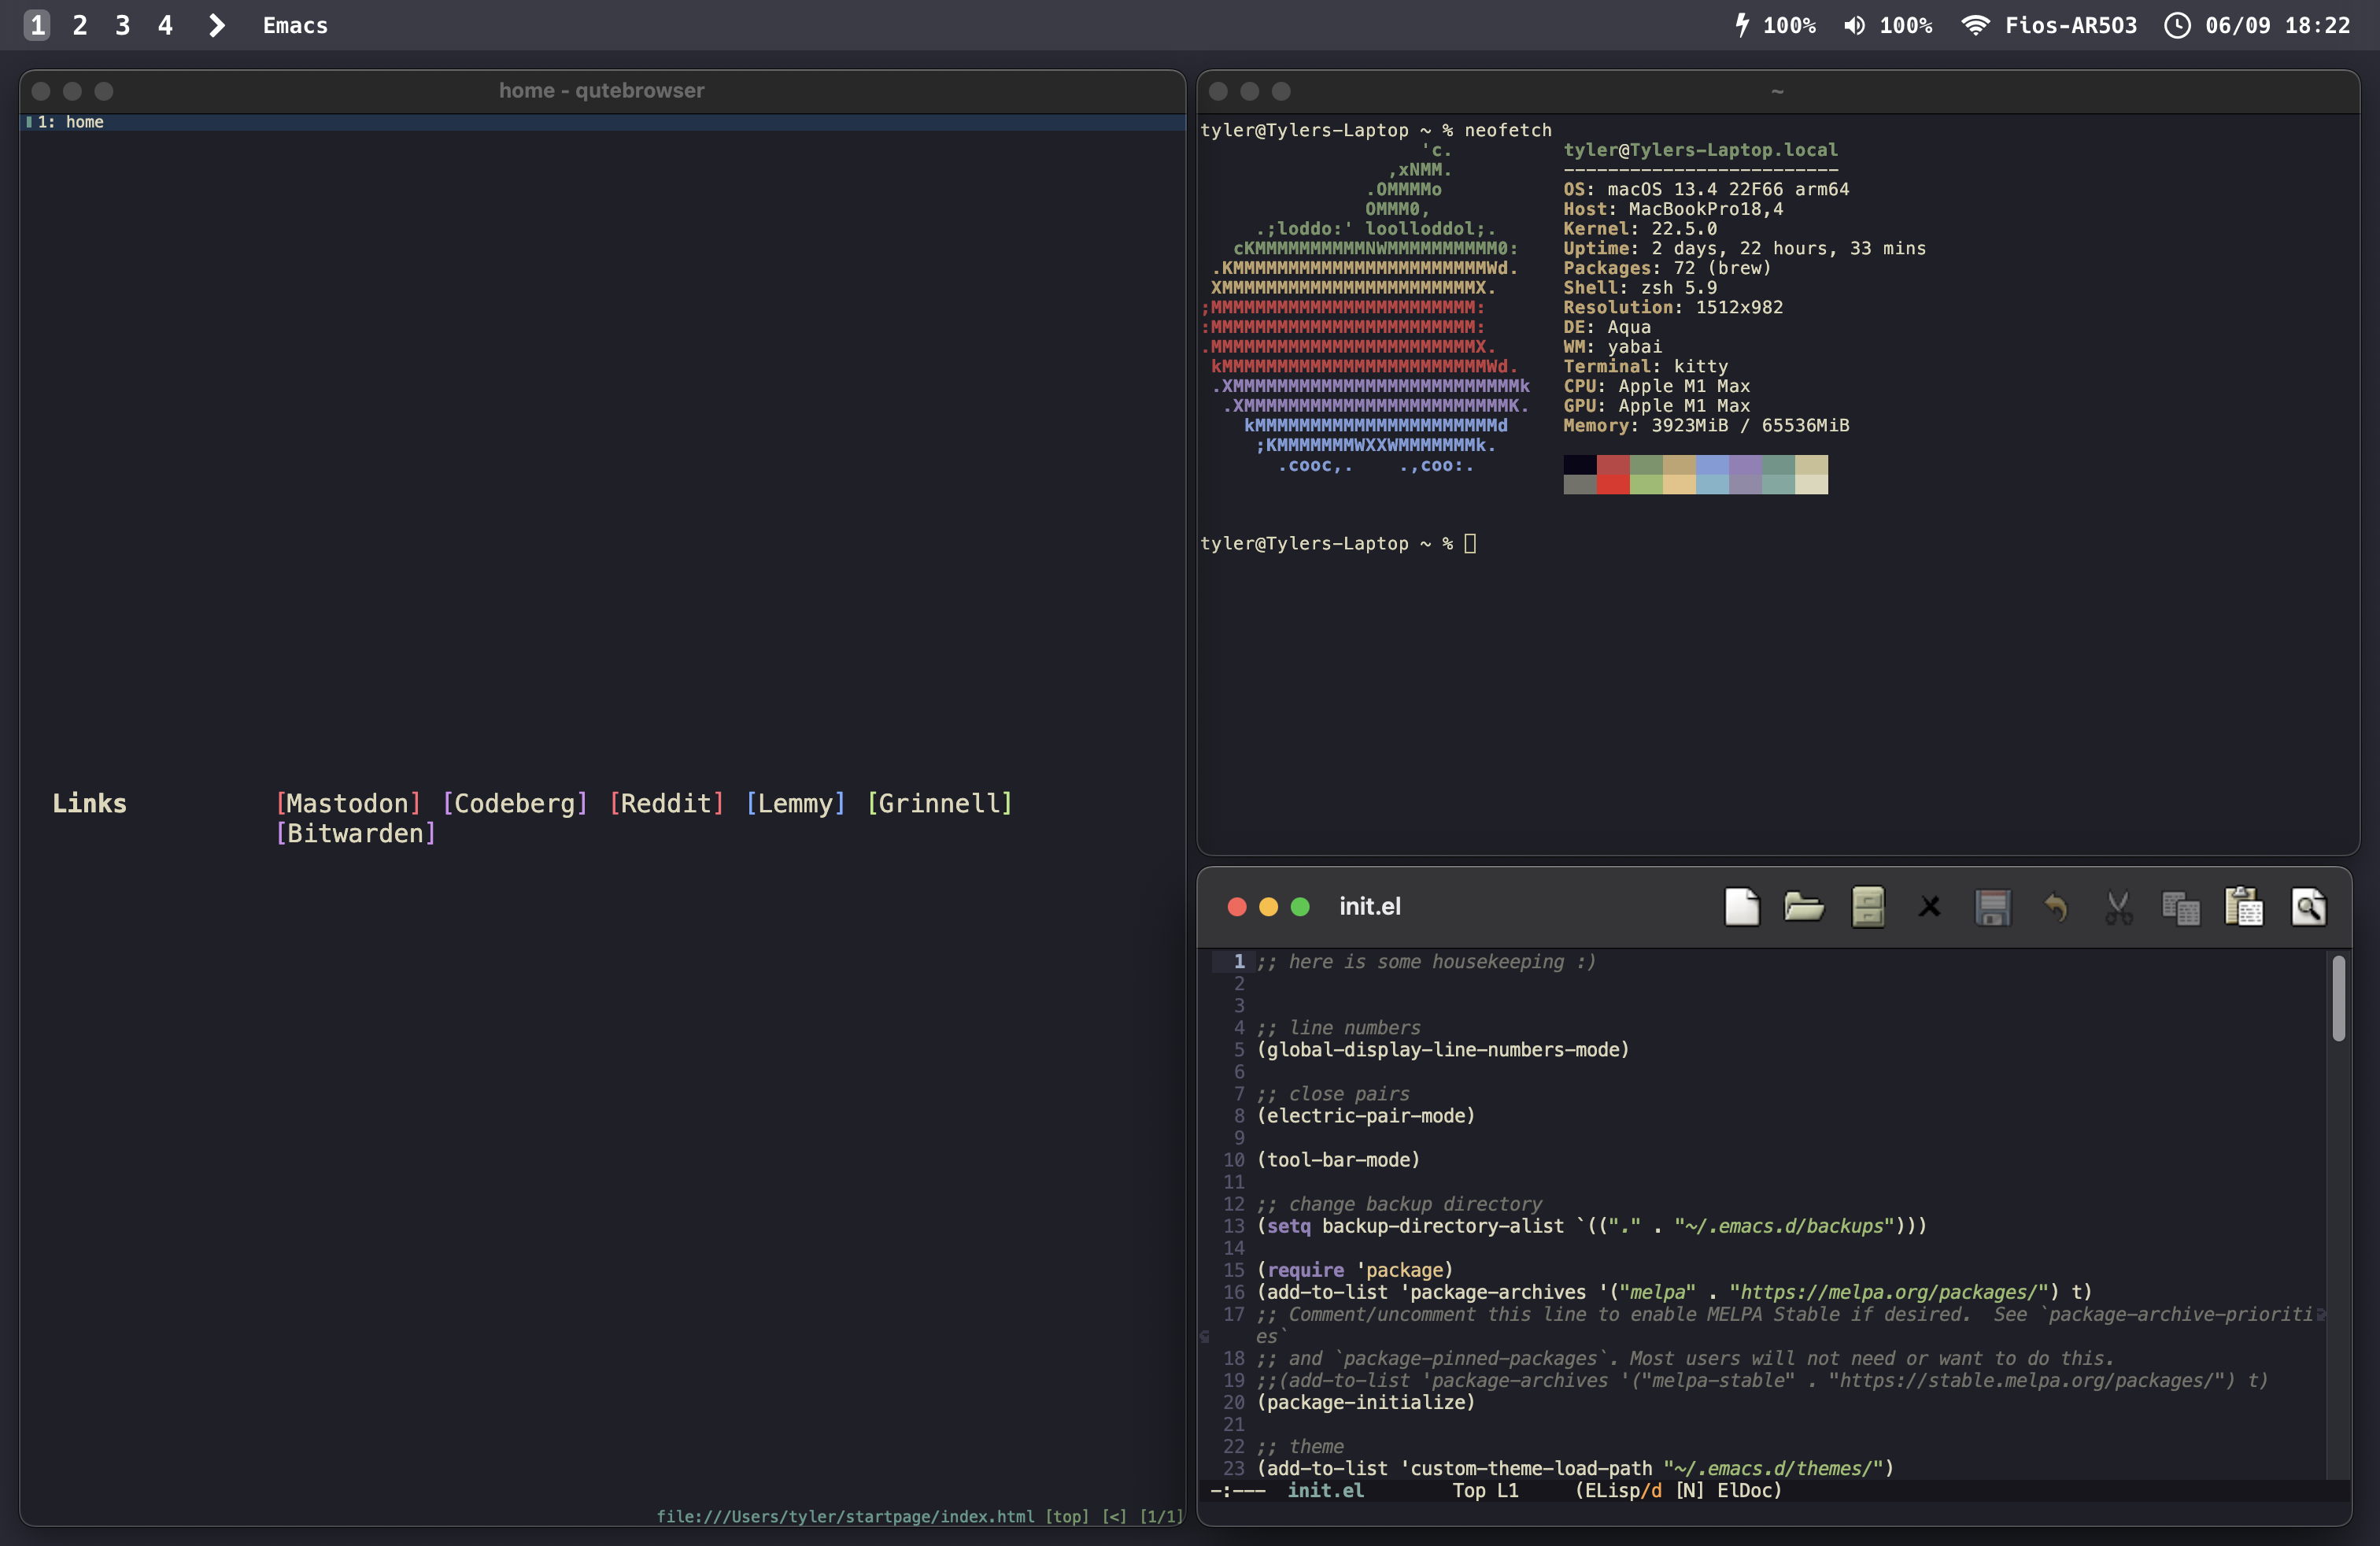 1 2 3 4 Emacs 100% 100% Fios-AR5O3 06/09 18:22
home - qutebrowser
1: home
Links [Mastodon] [Codeberg] [Reddit] [Lemmy] [Grinnell]
[Bitwarden]
file:///Users/tyler/startpage/index.html [top] [<] [1/1]
~
tyler@Tylers-Laptop ~ % neofetch
'c. tyler@Tylers-Laptop.local
,xNMM. ------------------------
.OMMMMo OS: macOS 13.4 22F66 arm64
OMMM0, Host: MacBookPro18,4
.;loddo:' loolloddol;. Kernel: 22.5.0
cKMMMMMMMMMMNWMMMMMMMMMM0: Uptime: 2 days, 22 hours, 33 mins
.KMMMMMMMMMMMMMMMMMMMMMMMWd. Packages: 72 (brew)
XMMMMMMMMMMMMMMMMMMMMMMMX. Shell: zsh 5.9
;MMMMMMMMMMMMMMMMMMMMMMMM: Resolution: 1512x982
:MMMMMMMMMMMMMMMMMMMMMMMM: DE: Aqua
.MMMMMMMMMMMMMMMMMMMMMMMMX. WM: yabai
kMMMMMMMMMMMMMMMMMMMMMMMMWd. Terminal: kitty
.XMMMMMMMMMMMMMMMMMMMMMMMMMMk CPU: Apple M1 Max
.XMMMMMMMMMMMMMMMMMMMMMMMMK. GPU: Apple M1 Max
kMMMMMMMMMMMMMMMMMMMMMMd Memory: 3923MiB / 65536MiB
;KMMMMMMMWXXWMMMMMMMk.
.cooc,. .,coo:.
tyler@Tylers-Laptop ~ %
init.el
1 ;; here is some housekeeping :)
2
3
4 ;; line numbers
5 (global-display-line-numbers-mode)
6
7 ;; close pairs
8 (electric-pair-mode)
9
10 (tool-bar-mode)
11
12 ;; change backup directory
13 (setq backup-directory-alist `(("." . "~/.emacs.d/backups")))
14
15 (require 'package)
16 (add-to-list 'package-archives '("melpa" . "https://melpa.org/packages/") t)
17 ;; Comment/uncomment this line to enable MELPA Stable if desired.  See `package-archive-prioriti
es`
18 ;; and `package-pinned-packages`. Most users will not need or want to do this.
19 ;;(add-to-list 'package-archives '("melpa-stable" . "https://stable.melpa.org/packages/") t)
20 (package-initialize)
21
22 ;; theme
23 (add-to-list 'custom-theme-load-path "~/.emacs.d/themes/")
-:--- init.el Top L1 (ELisp/d [N] ElDoc)